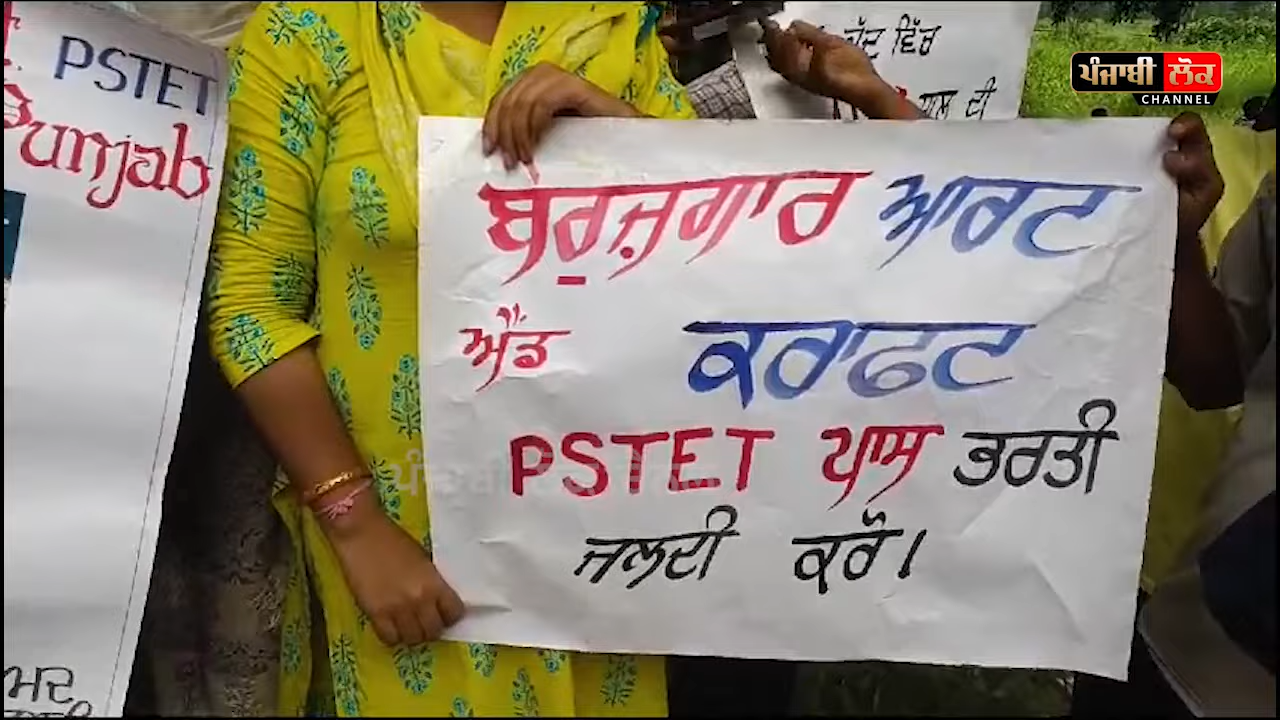 PSTET
Punjab
ਵਿੱਚ
ਦੀ
ਪੰਜਾਬੀ ਲੋਕ
CHANNEL
ਬੇਰੁਜ਼ਗਾਰ ਆਰਟ
ਐਂਡ ਕਰਾਫਟ
PSTET ਪਾਸ ਭਰਤੀ
ਜਲਦੀ ਕਰੋ।